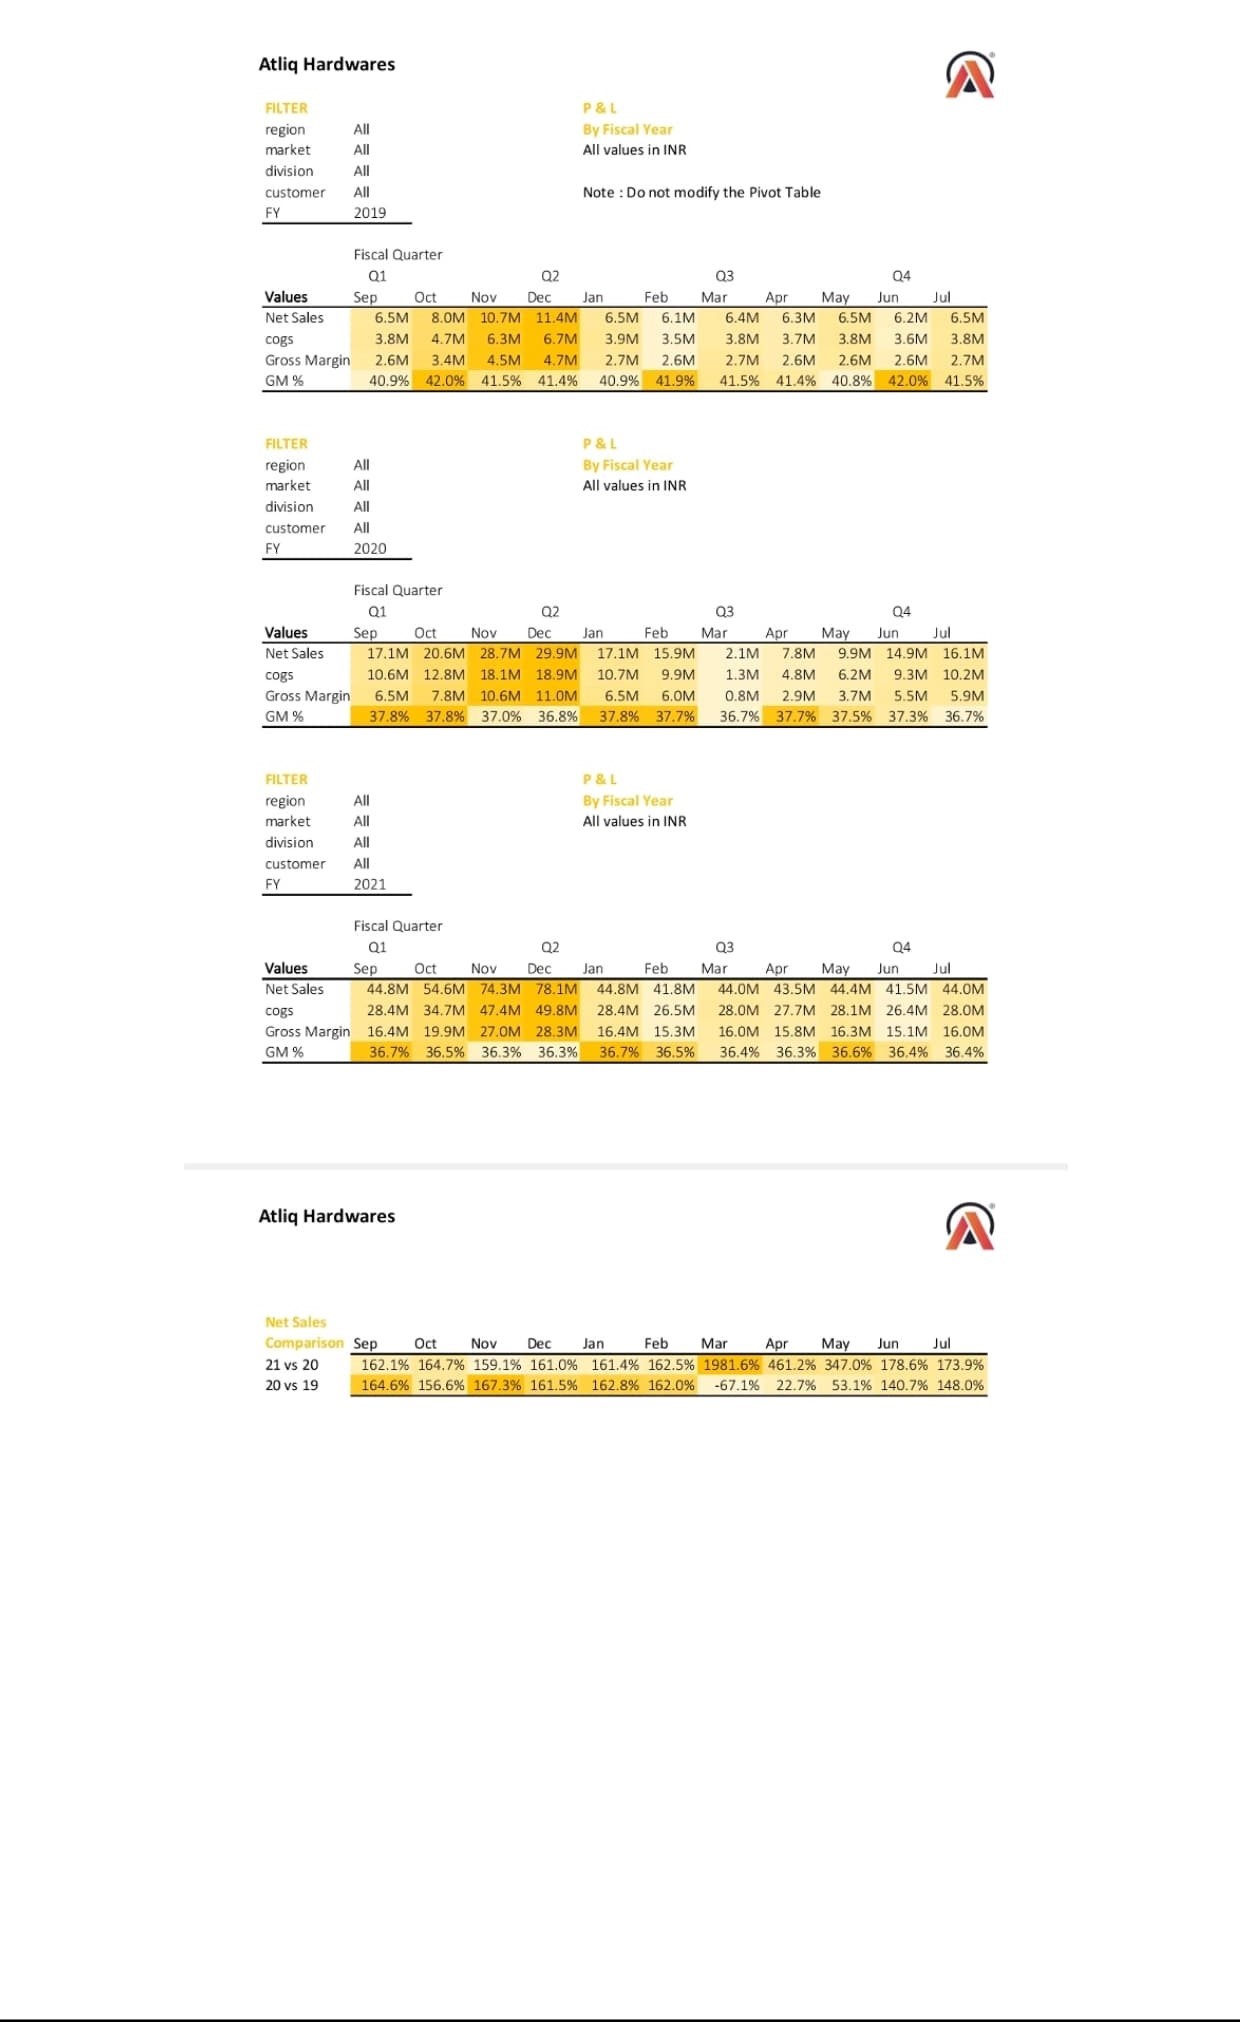 Atliq Hardwares
FILTER P & L
region All By Fiscal Year
market All All values in INR
division All
customer All Note : Do not modify the Pivot Table
FY 2019
Fiscal Quarter
Q1 Q2 Q3 Q4
Values Sep Oct Nov Dec Jan Feb Mar Apr May Jun Jul
Net Sales 6.5M 8.0M 10.7M 11.4M 6.5M 6.1M 6.4M 6.3M 6.5M 6.2M 6.5M
cogs 3.8M 4.7M 6.3M 6.7M 3.9M 3.5M 3.8M 3.7M 3.8M 3.6M 3.8M
Gross Margin 2.6M 3.4M 4.5M 4.7M 2.7M 2.6M 2.7M 2.6M 2.6M 2.6M 2.7M
GM % 40.9% 42.0% 41.5% 41.4% 40.9% 41.9% 41.5% 41.4% 40.8% 42.0% 41.5%
FILTER P & L
region All By Fiscal Year
market All All values in INR
division All
customer All
FY 2020
Fiscal Quarter
Q1 Q2 Q3 Q4
Values Sep Oct Nov Dec Jan Feb Mar Apr May Jun Jul
Net Sales 17.1M 20.6M 28.7M 29.9M 17.1M 15.9M 2.1M 7.8M 9.9M 14.9M 16.1M
cogs 10.6M 12.8M 18.1M 18.9M 10.7M 9.9M 1.3M 4.8M 6.2M 9.3M 10.2M
Gross Margin 6.5M 7.8M 10.6M 11.0M 6.5M 6.0M 0.8M 2.9M 3.7M 5.5M 5.9M
GM % 37.8% 37.8% 37.0% 36.8% 37.8% 37.7% 36.7% 37.7% 37.5% 37.3% 36.7%
FILTER P & L
region All By Fiscal Year
market All All values in INR
division All
customer All
FY 2021
Fiscal Quarter
Q1 Q2 Q3 Q4
Values Sep Oct Nov Dec Jan Feb Mar Apr May Jun Jul
Net Sales 44.8M 54.6M 74.3M 78.1M 44.8M 41.8M 44.0M 43.5M 44.4M 41.5M 44.0M
cogs 28.4M 34.7M 47.4M 49.8M 28.4M 26.5M 28.0M 27.7M 28.1M 26.4M 28.0M
Gross Margin 16.4M 19.9M 27.0M 28.3M 16.4M 15.3M 16.0M 15.8M 16.3M 15.1M 16.0M
GM % 36.7% 36.5% 36.3% 36.3% 36.7% 36.5% 36.4% 36.3% 36.6% 36.4% 36.4%
Atliq Hardwares
Net Sales
Comparison Sep Oct Nov Dec Jan Feb Mar Apr May Jun Jul
21 vs 20 162.1% 164.7% 159.1% 161.0% 161.4% 162.5% 1981.6% 461.2% 347.0% 178.6% 173.9%
20 vs 19 164.6% 156.6% 167.3% 161.5% 162.8% 162.0% -67.1% 22.7% 53.1% 140.7% 148.0%